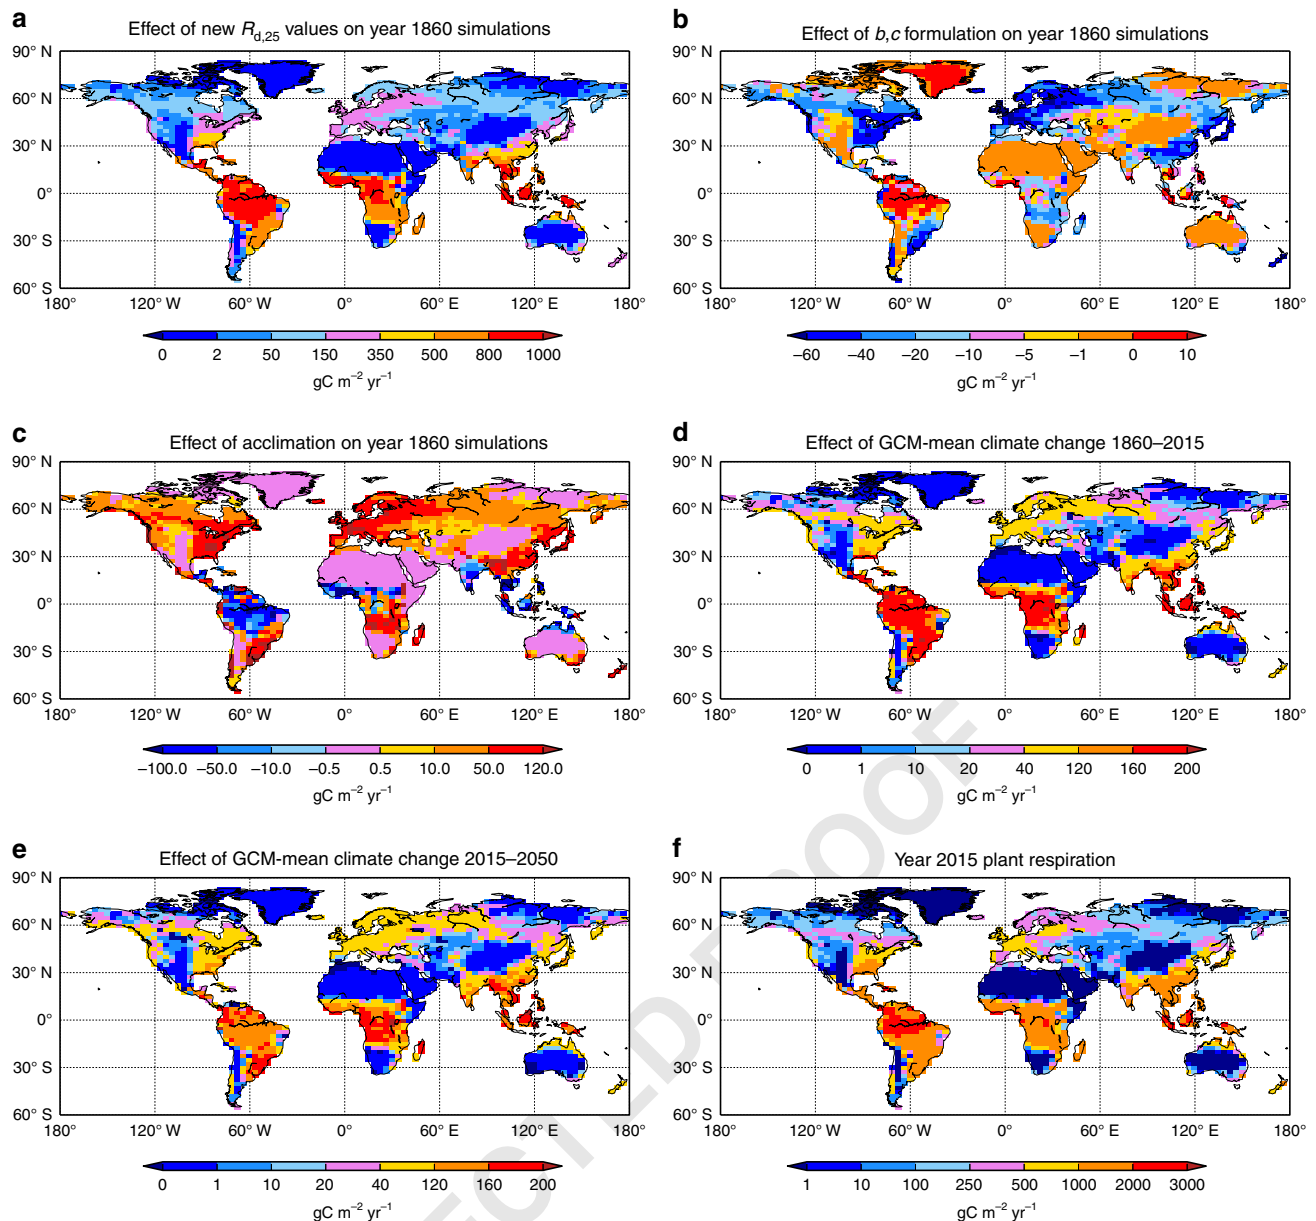 a
Effect of new Rd,25 values on year 1860 simulations
90° N
60° N
30° N
0°
30° S
60° S
180° 120° W 60° W 0° 60° E 120° E 180°
0 2 50 150 350 500 800 1000
gC m−2 yr−1
b
Effect of b,c formulation on year 1860 simulations
90° N
60° N
30° N
0°
30° S
60° S
180° 120° W 60° W 0° 60° E 120° E 180°
−60 −40 −20 −10 −5 −1 0 10
gC m−2 yr−1
c
Effect of acclimation on year 1860 simulations
90° N
60° N
30° N
0°
30° S
60° S
180° 120° W 60° W 0° 60° E 120° E 180°
−100.0 −50.0 −10.0 −0.5 0.5 10.0 50.0 120.0
gC m−2 yr−1
d
Effect of GCM-mean climate change 1860–2015
90° N
60° N
30° N
0°
30° S
60° S
180° 120° W 60° W 0° 60° E 120° E 180°
0 1 10 20 40 120 160 200
gC m−2 yr−1
e
Effect of GCM-mean climate change 2015–2050
90° N
60° N
30° N
0°
30° S
60° S
180° 120° W 60° W 0° 60° E 120° E 180°
0 1 10 20 40 120 160 200
gC m−2 yr−1
f
Year 2015 plant respiration
90° N
60° N
30° N
0°
30° S
60° S
180° 120° W 60° W 0° 60° E 120° E 180°
1 10 100 250 500 1000 2000 3000
gC m−2 yr−1